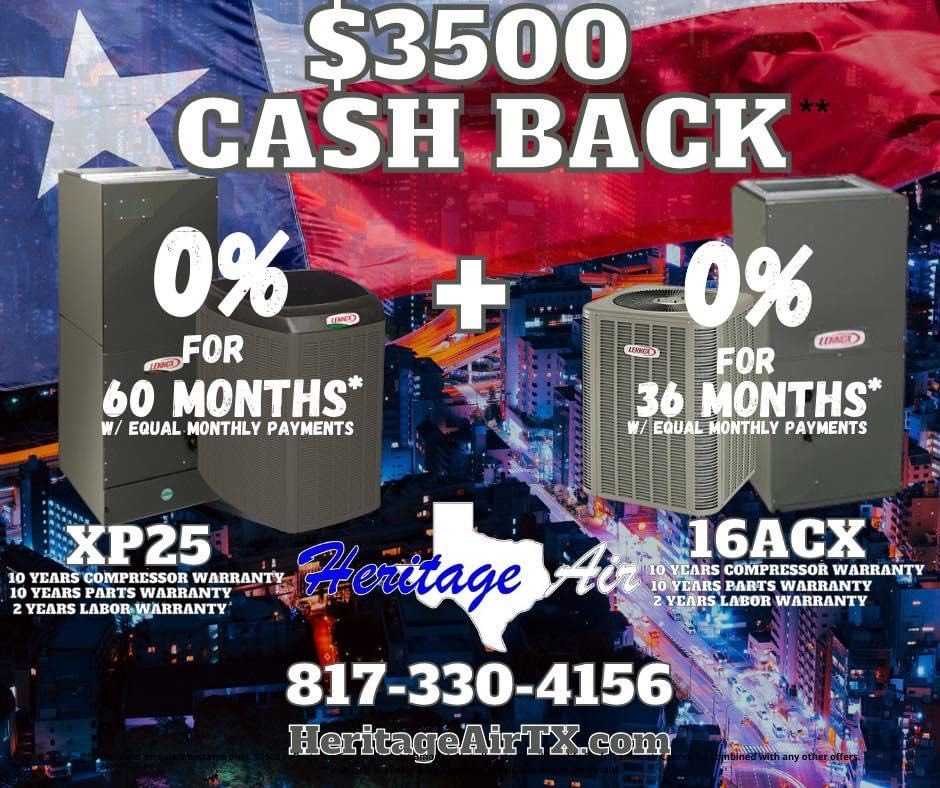 $3500
CASH BACK**
0%
FOR
60 MONTHS*
W/ EQUAL MONTHLY PAYMENTS
LENNOX
LENNOX
+
0%
FOR
36 MONTHS*
W/ EQUAL MONTHLY PAYMENTS
LENNOX
LENNOX
XP25
10 YEARS COMPRESSOR WARRANTY
10 YEARS PARTS WARRANTY
2 YEARS LABOR WARRANTY
Heritage Air
16ACX
10 YEARS COMPRESSOR WARRANTY
10 YEARS PARTS WARRANTY
2 YEARS LABOR WARRANTY
817-330-4156
HeritageAirTX.com
combined with any other offers.